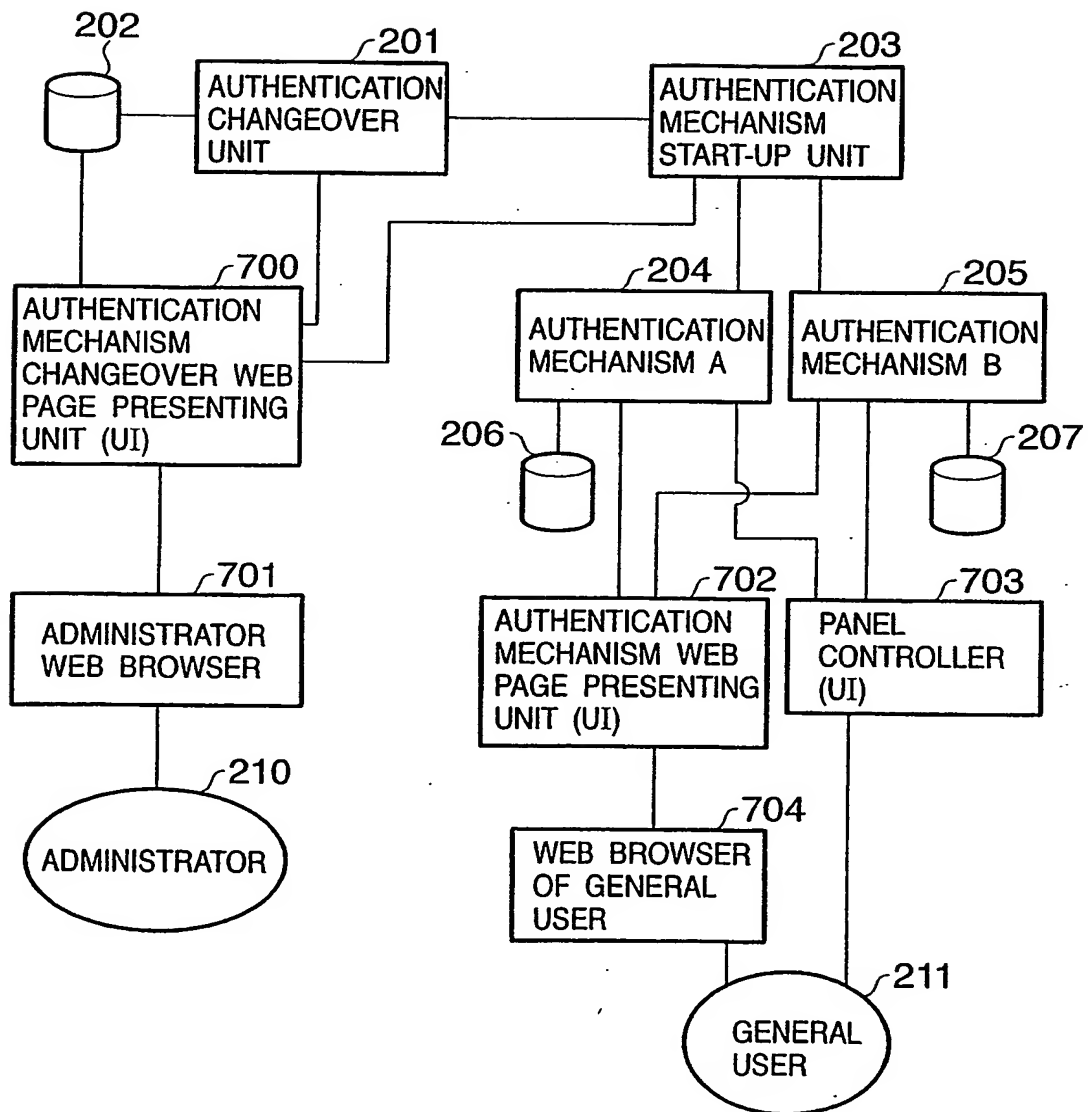 202
201
203
AUTHENTICATION
CHANGEOVER
UNIT
AUTHENTICATION
MECHANISM
START-UP UNIT
700
204
205
AUTHENTICATION
MECHANISM
CHANGEOVER WEB
PAGE PRESENTING
UNIT (UI)
AUTHENTICATION
MECHANISM A
AUTHENTICATION
MECHANISM B
206
207
701
702
703
ADMINISTRATOR
WEB BROWSER
AUTHENTICATION
MECHANISM WEB
PAGE PRESENTING
UNIT (UI)
PANEL
CONTROLLER
(UI)
210
ADMINISTRATOR
704
WEB BROWSER
OF GENERAL
USER
211
GENERAL
USER